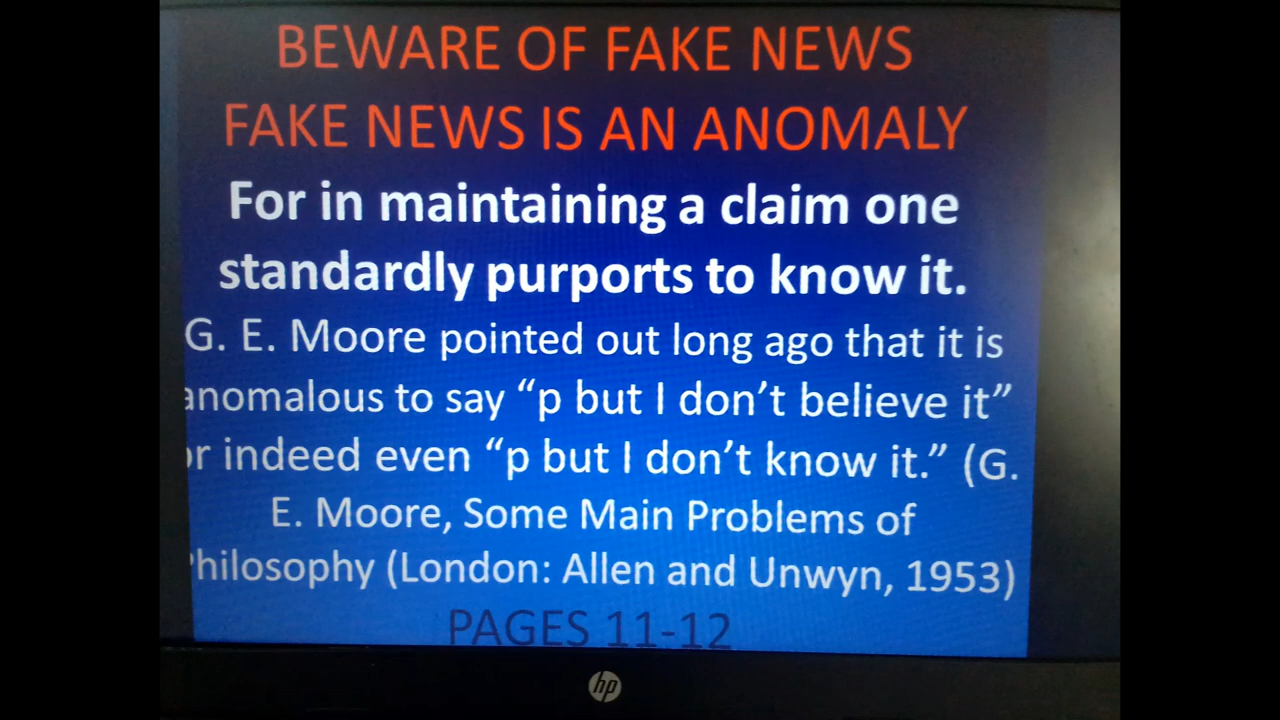 BEWARE OF FAKE NEWS
FAKE NEWS IS AN ANOMALY
For in maintaining a claim one
standardly purports to know it.
G. E. Moore pointed out long ago that it is
anomalous to say “p but I don’t believe it”
or indeed even “p but I don’t know it.” (G.
E. Moore, Some Main Problems of
Philosophy (London: Allen and Unwyn, 1953)
PAGES 11-12
hp